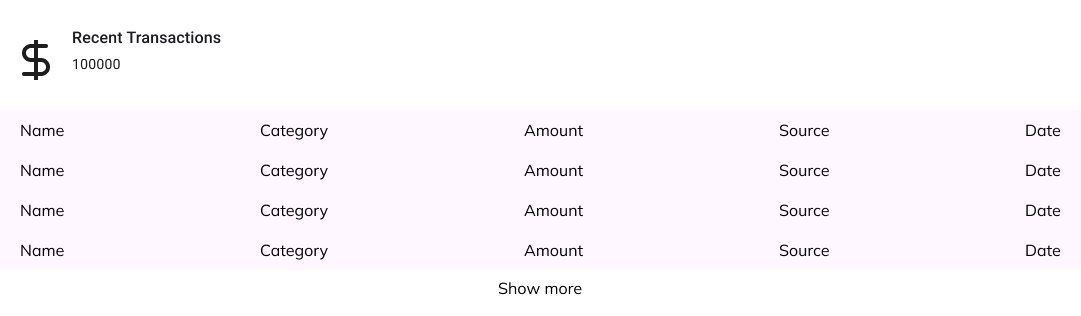 Recent Transactions
100000
Name Category Amount Source Date
Name Category Amount Source Date
Name Category Amount Source Date
Name Category Amount Source Date
Show more